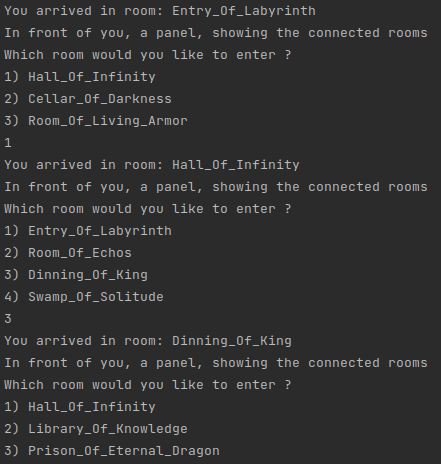 You arrived in room: Entry_Of_Labyrinth
In front of you, a panel, showing the connected rooms
Which room would you like to enter ?
1) Hall_Of_Infinity
2) Cellar_Of_Darkness
3) Room_Of_Living_Armor
1
You arrived in room: Hall_Of_Infinity
In front of you, a panel, showing the connected rooms
Which room would you like to enter ?
1) Entry_Of_Labyrinth
2) Room_Of_Echos
3) Dinning_Of_King
4) Swamp_Of_Solitude
3
You arrived in room: Dinning_Of_King
In front of you, a panel, showing the connected rooms
Which room would you like to enter ?
1) Hall_Of_Infinity
2) Library_Of_Knowledge
3) Prison_Of_Eternal_Dragon